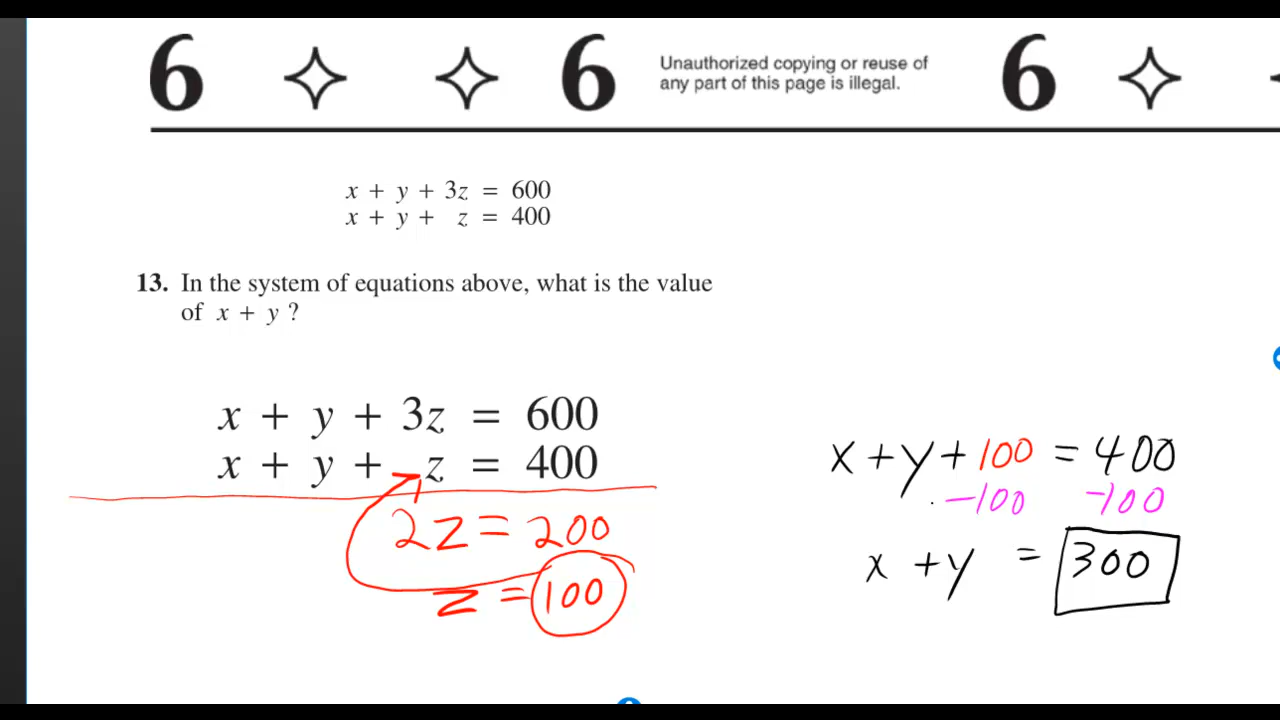 6 6 Unauthorized copying or reuse of 6
any part of this page is illegal.
x + y + 3z = 600
x + y + z = 400
13. In the system of equations above, what is the value
of x + y ?
x + y + 3z = 600
x + y + z = 400
2z = 200
z = 100
x + y + 100 = 400
-100 -100
x + y = 300